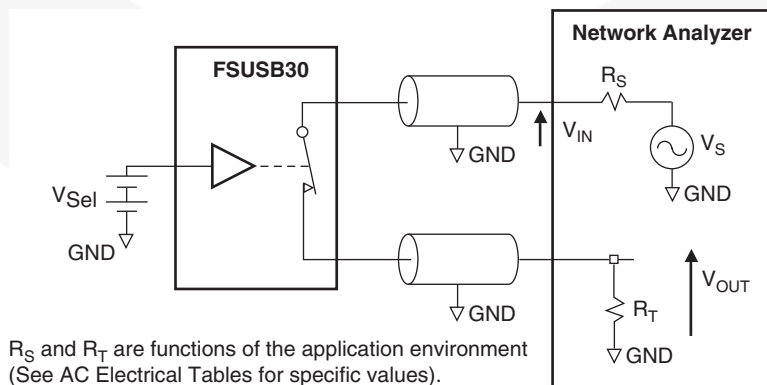 Network Analyzer
FSUSB30
R_S
V_IN
GND
V_S
GND
V_Sel
GND
V_OUT
GND
R_T
GND
R_S and R_T are functions of the application environment
(See AC Electrical Tables for specific values).